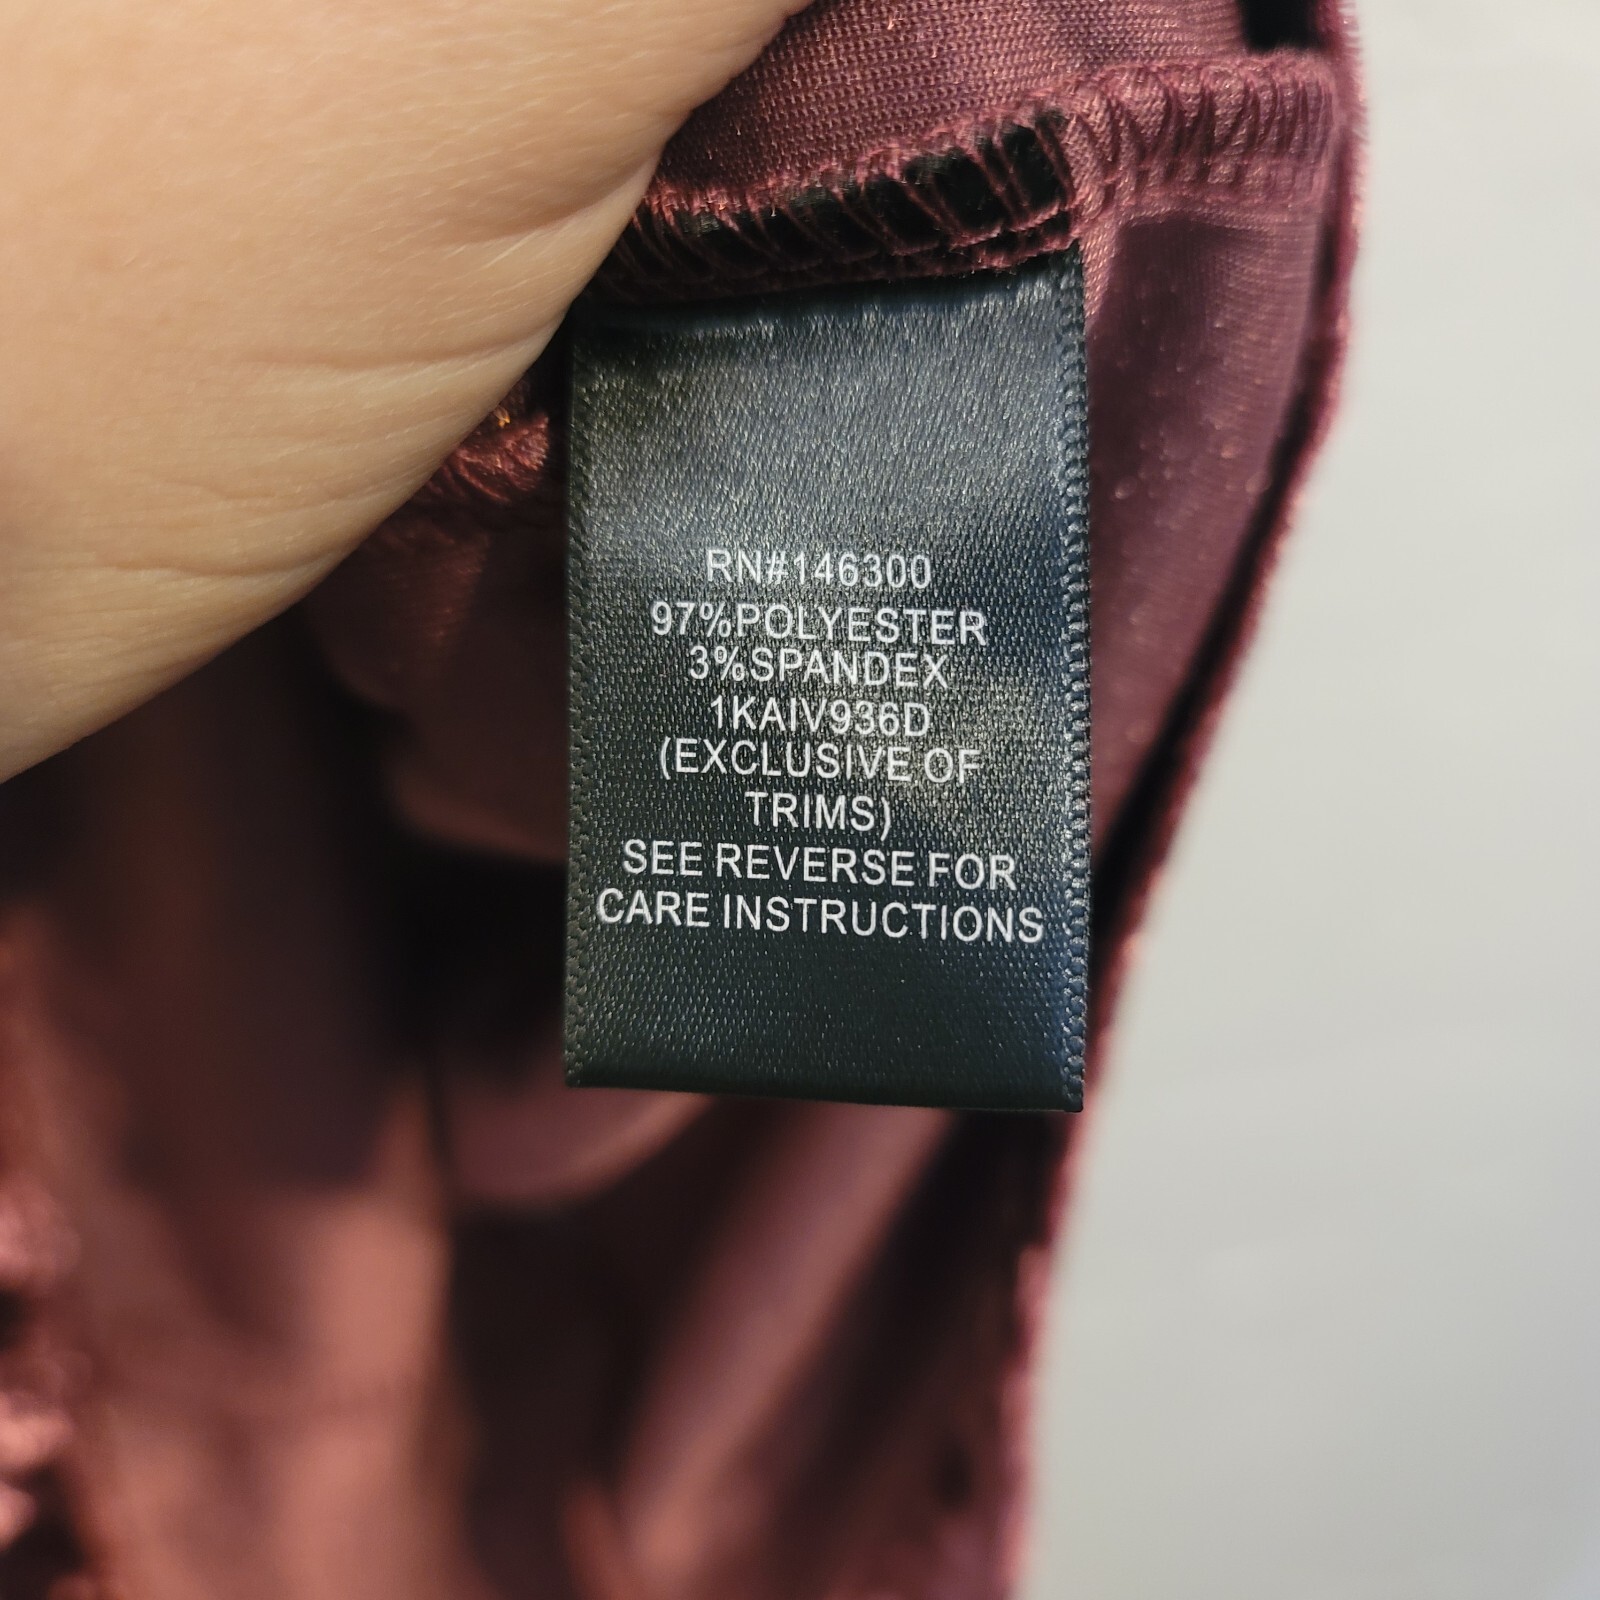 RN#146300
97%POLYESTER
3%SPANDEX
1KAIV936D
(EXCLUSIVE OF
TRIMS)
SEE REVERSE FOR
CARE INSTRUCTIONS